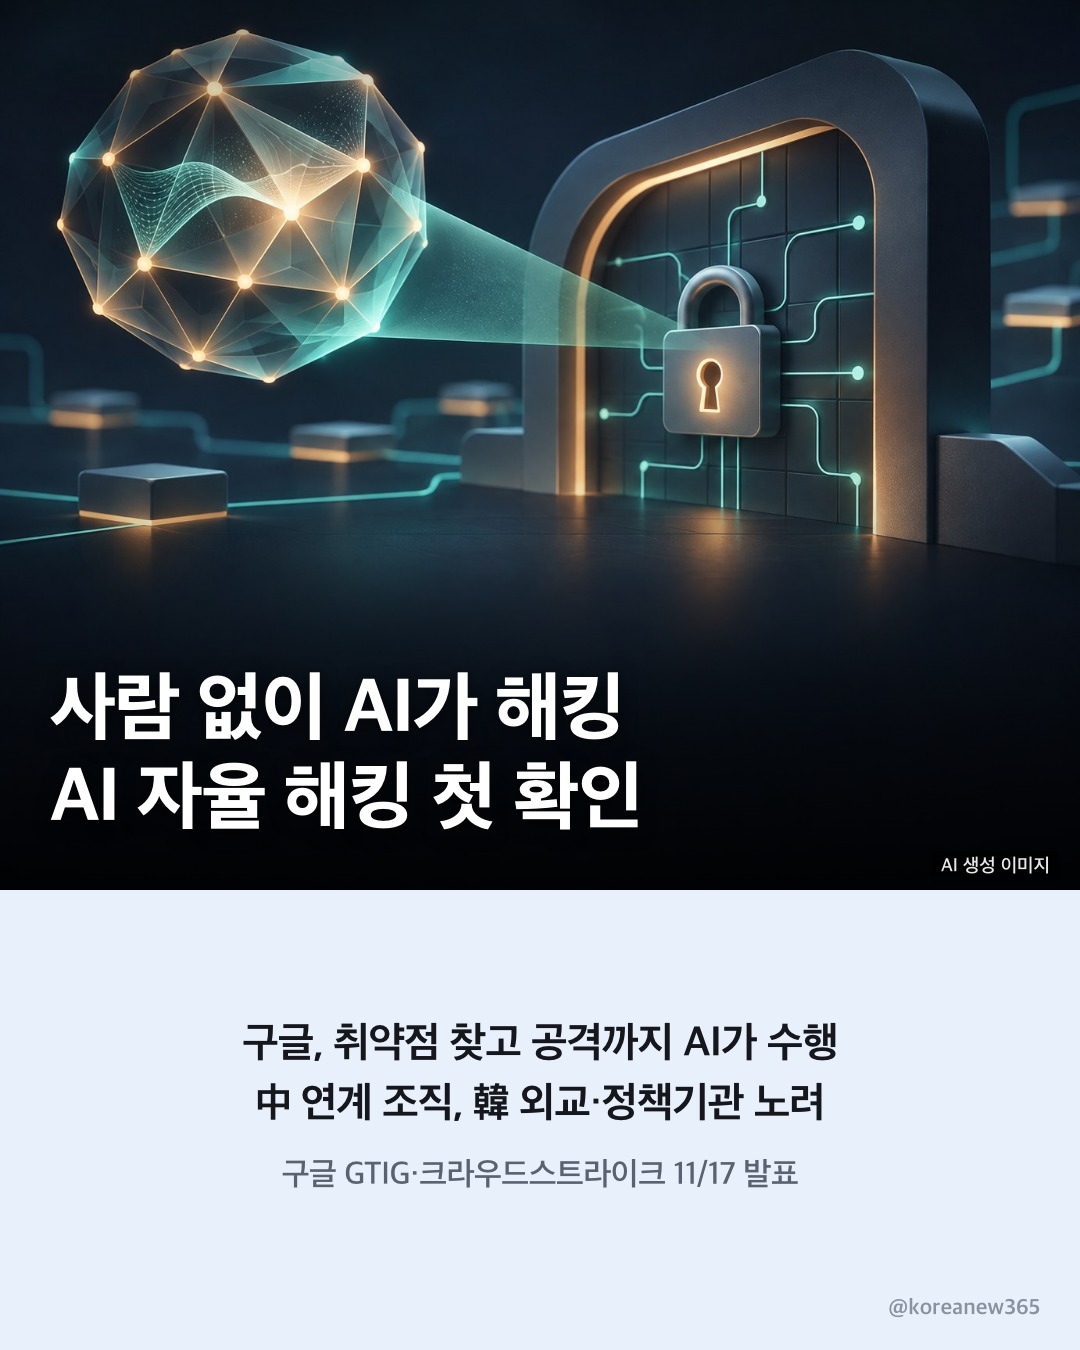 사람 없이 AI가 해킹
AI 자율 해킹 첫 확인
AI 생성 이미지
구글, 취약점 찾고 공격까지 AI가 수행
中 연계 조직, 韓 외교·정책기관 노려
구글 GTIG·크라우드스트라이크 11/17 발표
@koreanew365